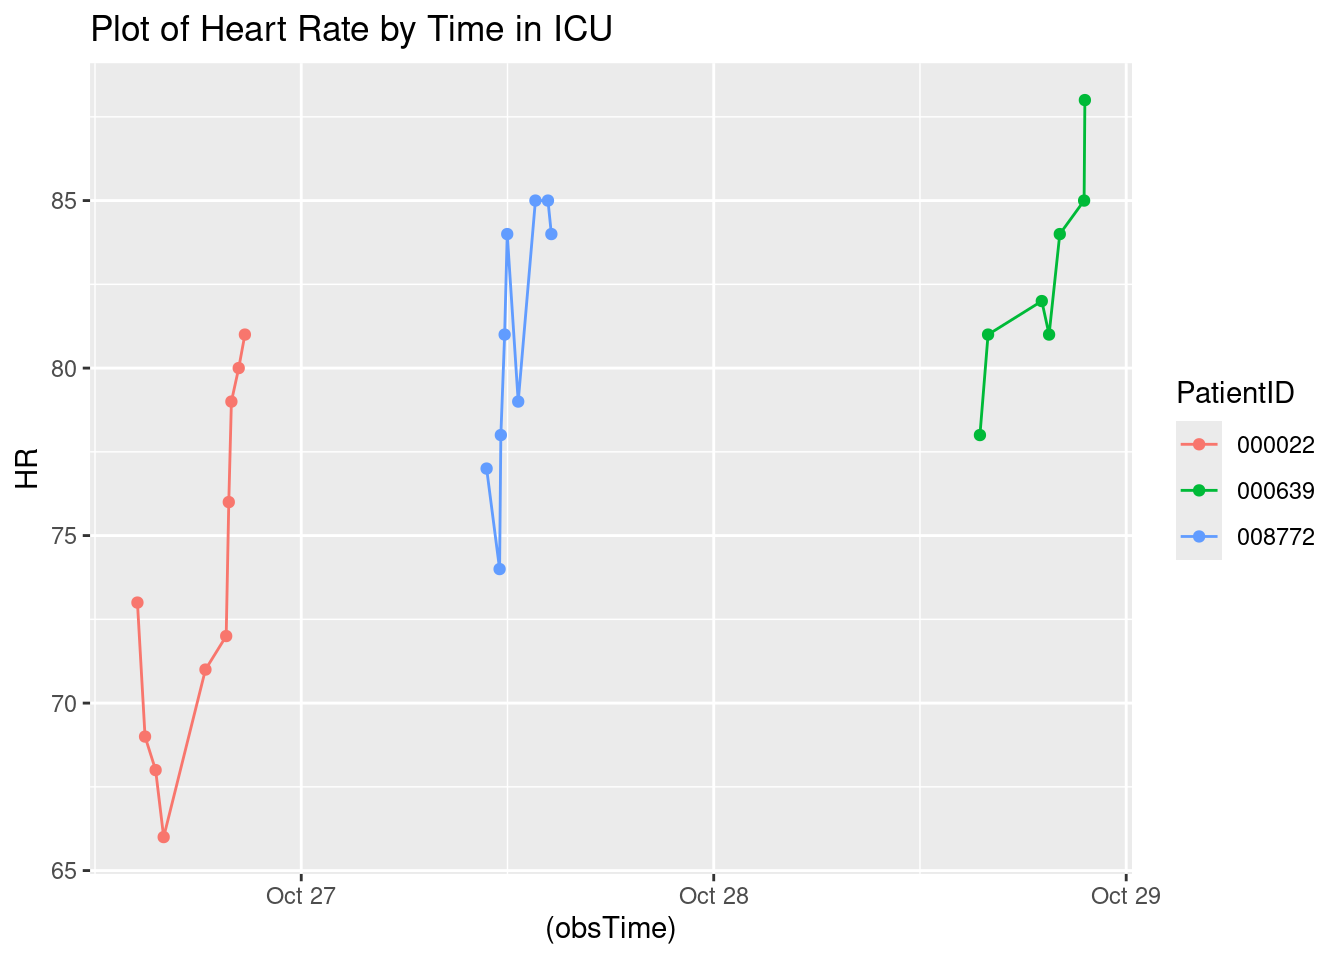 Plot of Heart Rate by Time in ICU
HR
85
80
75
70
65
Oct 27
Oct 28
Oct 29
(obsTime)
PatientID
000022
000639
008772